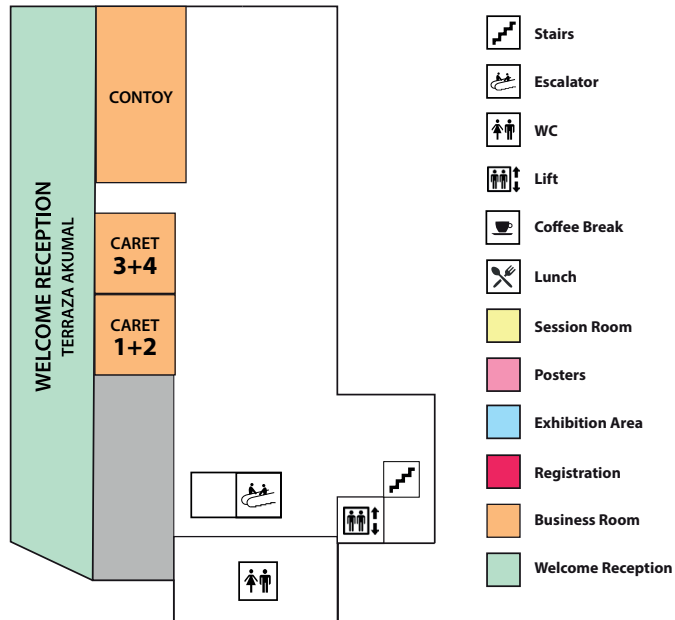 WELCOME RECEPTION
TERRAZA AKUMAL
CONTOY
CARET
3+4
CARET
1+2
Stairs
Escalator
WC
Lift
Coffee Break
Lunch
Session Room
Posters
Exhibition Area
Registration
Business Room
Welcome Reception